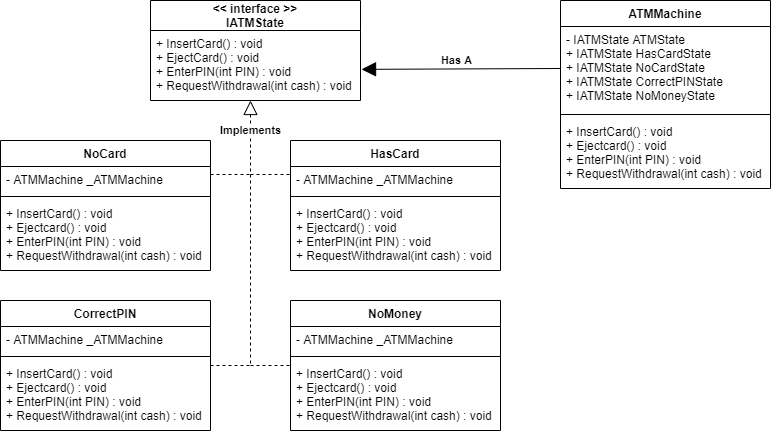 << interface >>
IATMState
+ InsertCard() : void
+ EjectCard() : void
+ EnterPIN(int PIN) : void
+ RequestWithdrawal(int cash) : void
Has A
ATMMachine
- IATMState ATMState
+ IATMState HasCardState
+ IATMState NoCardState
+ IATMState CorrectPINState
+ IATMState NoMoneyState
+ InsertCard() : void
+ Ejectcard() : void
+ EnterPIN(int PIN) : void
+ RequestWithdrawal(int cash) : void
Implements
NoCard
- ATMMachine _ATMMachine
+ InsertCard() : void
+ Ejectcard() : void
+ EnterPIN(int PIN) : void
+ RequestWithdrawal(int cash) : void
HasCard
- ATMMachine _ATMMachine
+ InsertCard() : void
+ Ejectcard() : void
+ EnterPIN(int PIN) : void
+ RequestWithdrawal(int cash) : void
CorrectPIN
- ATMMachine _ATMMachine
+ InsertCard() : void
+ Ejectcard() : void
+ EnterPIN(int PIN) : void
+ RequestWithdrawal(int cash) : void
NoMoney
- ATMMachine _ATMMachine
+ InsertCard() : void
+ Ejectcard() : void
+ EnterPIN(int PIN) : void
+ RequestWithdrawal(int cash) : void